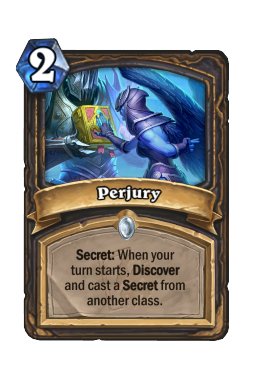 2
Perjury
Secret: When your
turn starts, Discover
and cast a Secret from
another class.